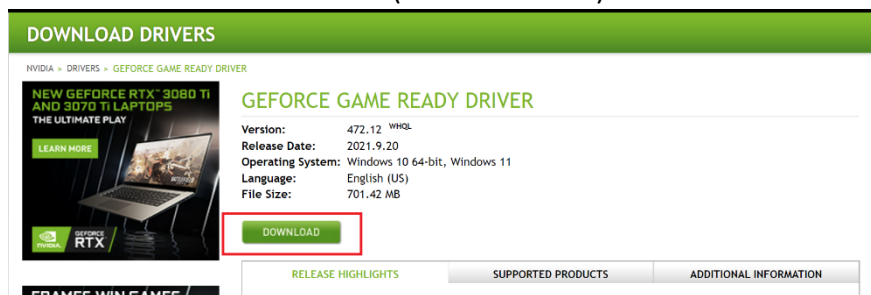 DOWNLOAD DRIVERS
NVIDIA > DRIVERS > GEFORCE GAME READY DRIVER
NEW GEFORCE RTX™ 3080 Ti
AND 3070 Ti LAPTOPS
THE ULTIMATE PLAY
LEARN MORE
NVIDIA.
GEFORCE
RTX
GEFORCE GAME READY DRIVER
Version: 472.12 WHQL
Release Date: 2021.9.20
Operating System: Windows 10 64-bit, Windows 11
Language: English (US)
File Size: 701.42 MB
DOWNLOAD
RELEASE HIGHLIGHTS
SUPPORTED PRODUCTS
ADDITIONAL INFORMATION
FRAMES WIN GAMES